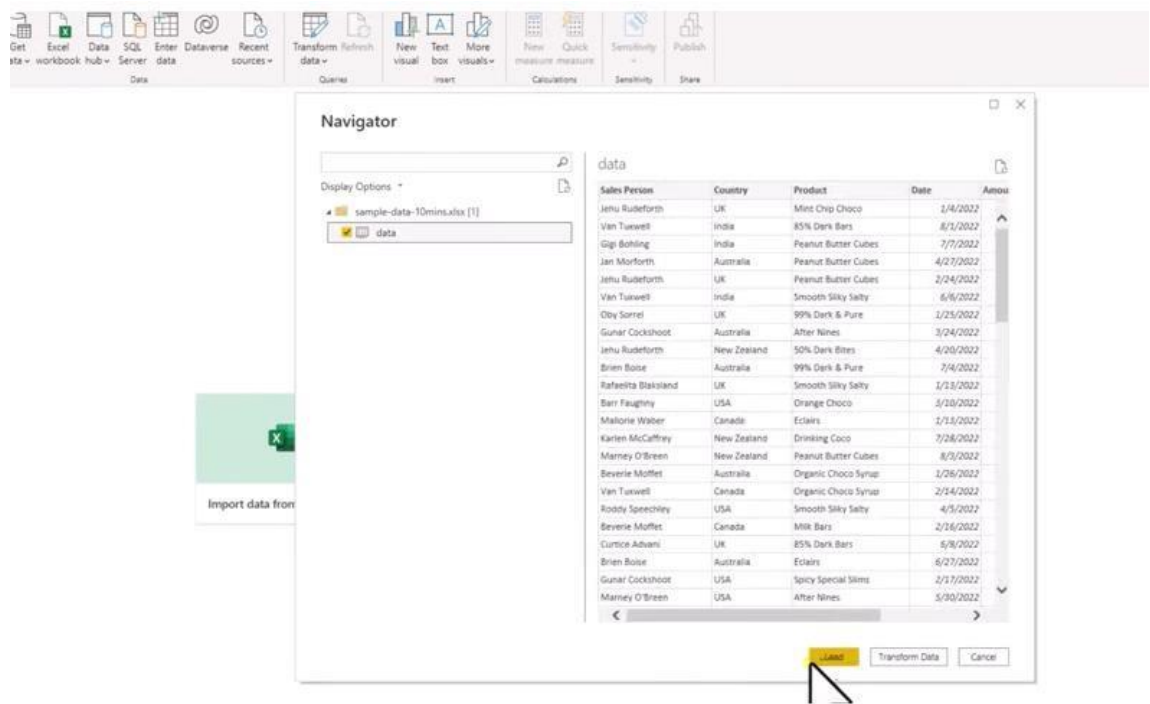 Get Excel Data SQL Enter Dataverse Recent Transform Refresh New Text More New Quick Sensitivity Publish
workbook hub Server data sources data visual box visuals measure measure
Data Queries Insert Calculations Sensitivity Share
Navigator
data
Display Options
sample-data-10mins.xlsx [1]
data
Sales Person Country Product Date Amou
Jehu Rudeforth UK Mint Chip Choco 1/4/2022
Van Tuxwell India 85% Dark Bars 8/1/2022
Gigi Bohling India Peanut Butter Cubes 7/7/2022
Jan Morforth Australia Peanut Butter Cubes 4/27/2022
Jehu Rudeforth UK Peanut Butter Cubes 2/24/2022
Van Tuxwell India Smooth Silky Salty 6/6/2022
Oby Sorrel UK 99% Dark & Pure 1/25/2022
Gunar Cockshoot Australia After Nines 3/24/2022
Jehu Rudeforth New Zealand 50% Dark Bites 4/20/2022
Brien Boise Australia 99% Dark & Pure 7/4/2022
Rafaelita Blaksland UK Smooth Silky Salty 1/13/2022
Barr Faughny USA Orange Choco 3/10/2022
Mallorie Waber Canada Eclairs 1/13/2022
Karlen McCaffrey New Zealand Drinking Coco 7/28/2022
Marney O'Breen New Zealand Peanut Butter Cubes 8/3/2022
Beverie Moffet Australia Organic Choco Syrup 1/26/2022
Van Tuxwell Canada Organic Choco Syrup 2/14/2022
Roddy Speechley USA Smooth Silky Salty 4/5/2022
Beverie Moffet Canada Milk Bars 2/16/2022
Curtice Advani UK 85% Dark Bars 6/8/2022
Brien Boise Australia Eclairs 6/27/2022
Gunar Cockshoot USA Spicy Special Slims 2/17/2022
Marney O'Breen USA After Nines 5/30/2022
Import data from
Load Transform Data Cancel